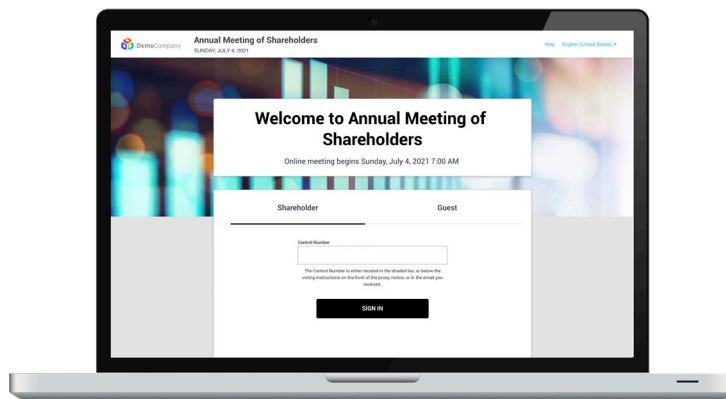 DemoCompany
Annual Meeting of Shareholders
SUNDAY, JULY 4, 2021
Help English (United States)
Welcome to Annual Meeting of
Shareholders
Online meeting begins Sunday, July 4, 2021 7:00 AM
Shareholder Guest
Control Number
The Control Number is either located in the shaded bar, or below the
voting instructions on the front of the proxy, notice, or in the email you
received.
SIGN IN